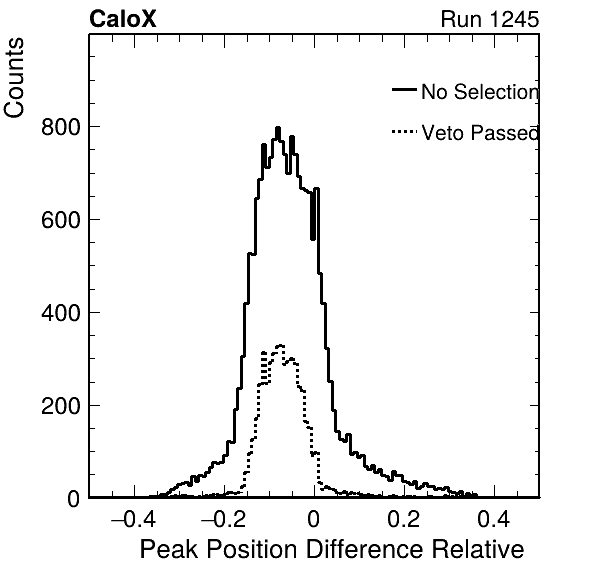 CaloX Run 1245
Counts
No Selection
Veto Passed
800
600
400
200
0
−0.4 −0.2 0 0.2 0.4
Peak Position Difference Relative